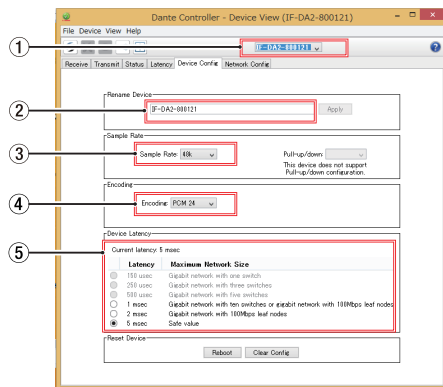 Dante Controller - Device View (IF-DA2-800121)
File Device View Help
① IF-DA2-800121
Receive Transmit Status Latency Device Config Network Config
Rename Device
② IF-DA2-800121 Apply
Sample Rate
③ Sample Rate: 48k Pull-up/down:
This device does not support
Pull-up/down configuration.
Encoding
④ Encoding: PCM 24
Device Latency
⑤ Current latency: 5 msec
Latency Maximum Network Size
150 usec Gigabit network with one switch
250 usec Gigabit network with three switches
500 usec Gigabit network with five switches
1 msec Gigabit network with ten switches or gigabit network with 100Mbps leaf nodes
2 msec Gigabit network with 100Mbps leaf nodes
5 msec Safe value
Reset Device
Reboot Clear Config